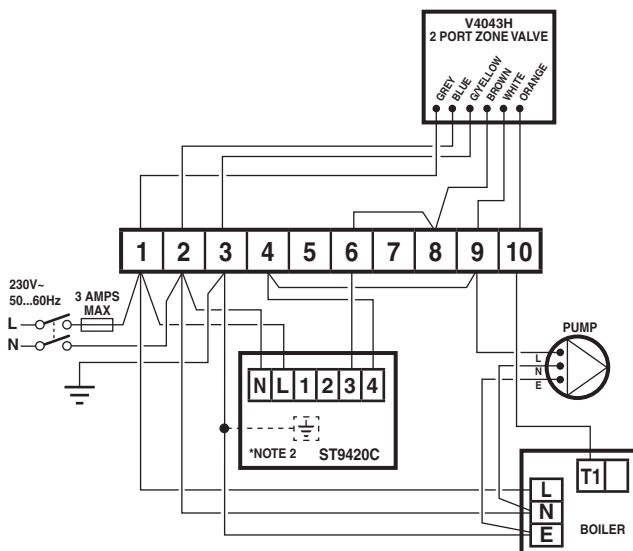 V4043H
2 PORT ZONE VALVE
GREY
BLUE
G/YELLOW
BROWN
WHITE
ORANGE
1 2 3 4 5 6 7 8 9 10
230V~
50...60Hz
3 AMPS
MAX
L
N
PUMP
L
N
E
N L 1 2 3 4
*NOTE 2 ST9420C
T1
L
N
E
BOILER